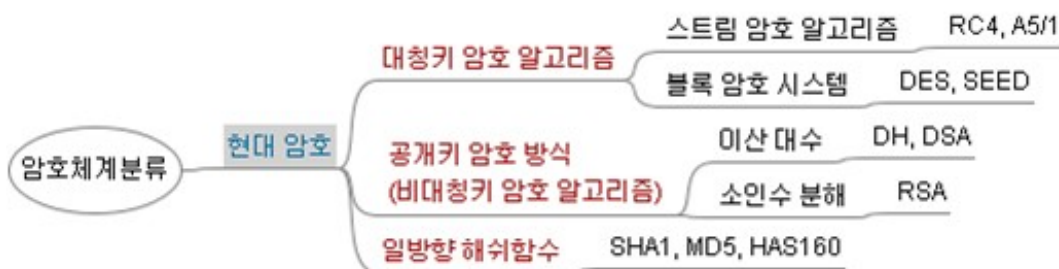 암호체계분류
현대 암호
대칭키 암호 알고리즘
스트림 암호 알고리즘 RC4, A5/1
블록 암호 시스템 DES, SEED
공개키 암호 방식
(비대칭키 암호 알고리즘)
이산 대수 DH, DSA
소인수 분해 RSA
일방향 해쉬함수 SHA1, MD5, HAS160